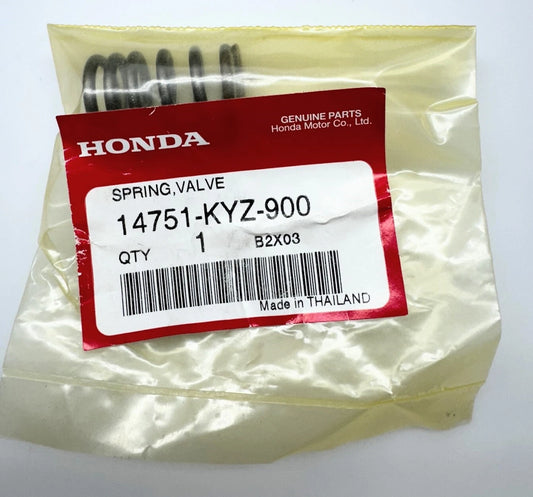 GENUINE PARTS
Honda Motor Co., Ltd.
HONDA
SPRING,VALVE
14751-KYZ-900
QTY 1 B2X03
Made in THAILAND